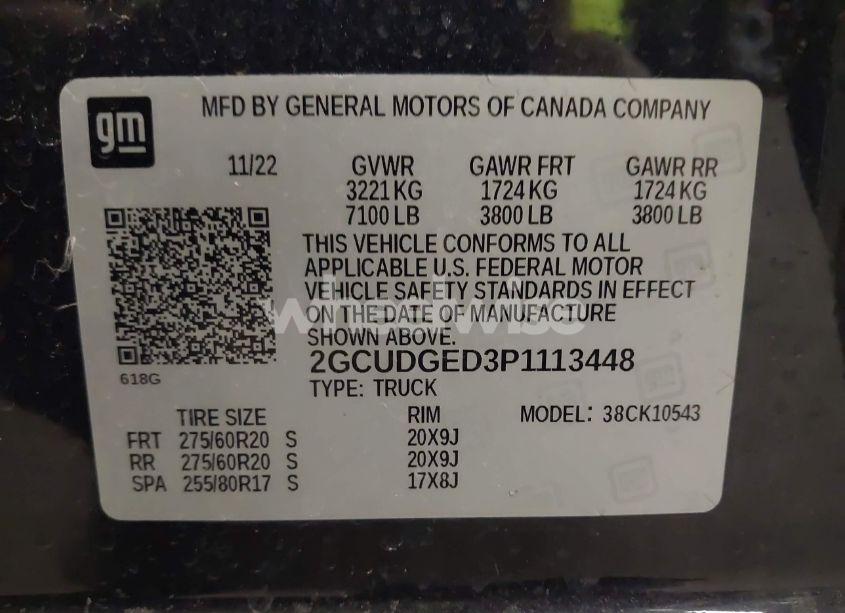 gm
MFD BY GENERAL MOTORS OF CANADA COMPANY
11/22 GVWR GAWR FRT GAWR RR
3221 KG 1724 KG 1724 KG
7100 LB 3800 LB 3800 LB
THIS VEHICLE CONFORMS TO ALL
APPLICABLE U.S. FEDERAL MOTOR
VEHICLE SAFETY STANDARDS IN EFFECT
ON THE DATE OF MANUFACTURE
SHOWN ABOVE.
wheelwise
2GCUDGED3P1113448
618G
TYPE: TRUCK
TIRE SIZE RIM MODEL: 38CK10543
FRT 275/60R20 S 20X9J
RR 275/60R20 S 20X9J
SPA 255/80R17 S 17X8J